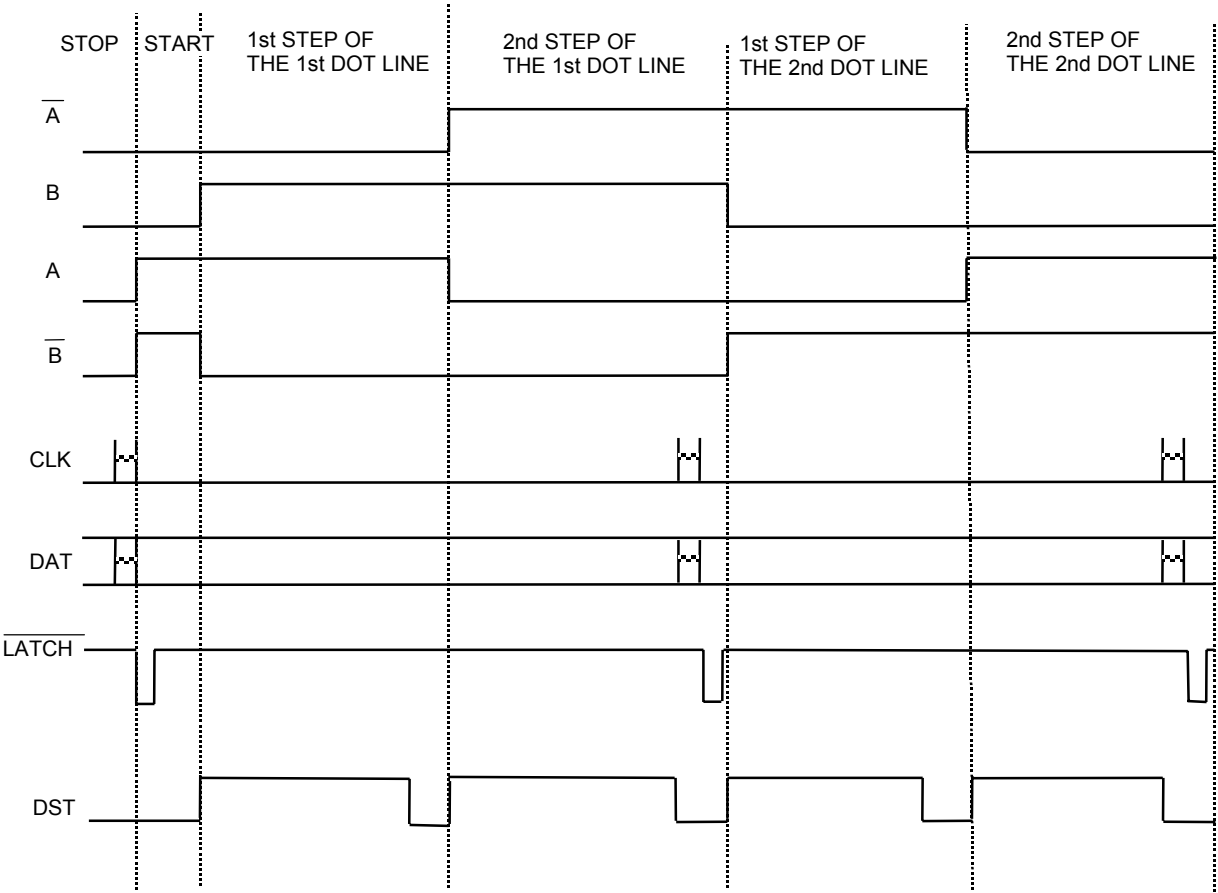 STOP
START
1st STEP OF
THE 1st DOT LINE
2nd STEP OF
THE 1st DOT LINE
1st STEP OF
THE 2nd DOT LINE
2nd STEP OF
THE 2nd DOT LINE
A̅
B
A
B̅
CLK
DAT
L̅A̅T̅C̅H̅
DST